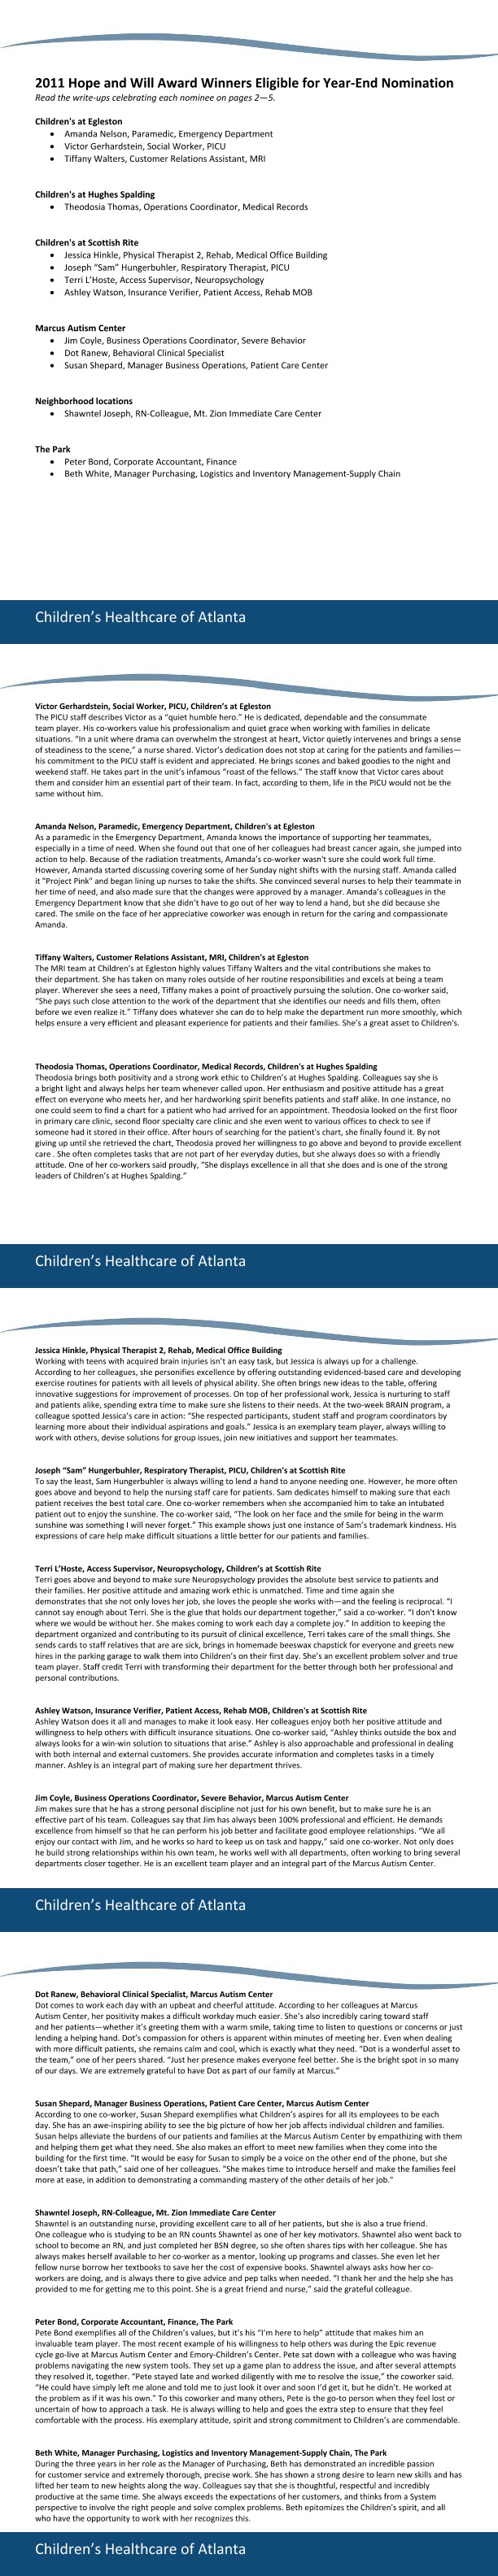 2011 Hope and Will Award Winners Eligible for Year-End Nomination
Read the write-ups celebrating each nominee on pages 2—5.
Children's at Egleston
• Amanda Nelson, Paramedic, Emergency Department
• Victor Gerhardstein, Social Worker, PICU
• Tiffany Walters, Customer Relations Assistant, MRI
Children's at Hughes Spalding
• Theodosia Thomas, Operations Coordinator, Medical Records
Children's at Scottish Rite
• Jessica Hinkle, Physical Therapist 2, Rehab, Medical Office Building
• Joseph “Sam” Hungerbuhler, Respiratory Therapist, PICU
• Terri L’Hoste, Access Supervisor, Neuropsychology
• Ashley Watson, Insurance Verifier, Patient Access, Rehab MOB
Marcus Autism Center
• Jim Coyle, Business Operations Coordinator, Severe Behavior
• Dot Ranew, Behavioral Clinical Specialist
• Susan Shepard, Manager Business Operations, Patient Care Center
Neighborhood locations
• Shawntel Joseph, RN-Colleague, Mt. Zion Immediate Care Center
The Park
• Peter Bond, Corporate Accountant, Finance
• Beth White, Manager Purchasing, Logistics and Inventory Management-Supply Chain
Children’s Healthcare of Atlanta
Victor Gerhardstein, Social Worker, PICU, Children’s at Egleston
The PICU staff describes Victor as a “quiet humble hero.” He is dedicated, dependable and the consummate
team player. His co-workers value his professionalism and quiet grace when working with families in delicate
situations. “In a unit where drama can overwhelm the strongest at heart, Victor quietly intervenes and brings a sense
of steadiness to the scene,” a nurse shared. Victor’s dedication does not stop at caring for the patients and families—
his commitment to the PICU staff is evident and appreciated. He brings scones and baked goodies to the night and
weekend staff. He takes part in the unit’s infamous “roast of the fellows.” The staff know that Victor cares about
them and consider him an essential part of their team. In fact, according to them, life in the PICU would not be the
same without him.
Amanda Nelson, Paramedic, Emergency Department, Children's at Egleston
As a paramedic in the Emergency Department, Amanda knows the importance of supporting her teammates,
especially in a time of need. When she found out that one of her colleagues had breast cancer again, she jumped into
action to help. Because of the radiation treatments, Amanda’s co-worker wasn't sure she could work full time.
However, Amanda started discussing covering some of her Sunday night shifts with the nursing staff. Amanda called
it "Project Pink" and began lining up nurses to take the shifts. She convinced several nurses to help their teammate in
her time of need, and also made sure that the changes were approved by a manager. Amanda’s colleagues in the
Emergency Department know that she didn’t have to go out of her way to lend a hand, but she did because she
cared. The smile on the face of her appreciative coworker was enough in return for the caring and compassionate
Amanda.
Tiffany Walters, Customer Relations Assistant, MRI, Children's at Egleston
The MRI team at Children’s at Egleston highly values Tiffany Walters and the vital contributions she makes to
their department. She has taken on many roles outside of her routine responsibilities and excels at being a team
player. Wherever she sees a need, Tiffany makes a point of proactively pursuing the solution. One co-worker said,
“She pays such close attention to the work of the department that she identifies our needs and fills them, often
before we even realize it.” Tiffany does whatever she can do to help make the department run more smoothly, which
helps ensure a very efficient and pleasant experience for patients and their families. She’s a great asset to Children’s.
Theodosia Thomas, Operations Coordinator, Medical Records, Children's at Hughes Spalding
Theodosia brings both positivity and a strong work ethic to Children’s at Hughes Spalding. Colleagues say she is
a bright light and always helps her team whenever called upon. Her enthusiasm and positive attitude has a great
effect on everyone who meets her, and her hardworking spirit benefits patients and staff alike. In one instance, no
one could seem to find a chart for a patient who had arrived for an appointment. Theodosia looked on the first floor
in primary care clinic, second floor specialty care clinic and she even went to various offices to check to see if
someone had it stored in their office. After hours of searching for the patient's chart, she finally found it. By not
giving up until she retrieved the chart, Theodosia proved her willingness to go above and beyond to provide excellent
care . She often completes tasks that are not part of her everyday duties, but she always does so with a friendly
attitude. One of her co-workers said proudly, “She displays excellence in all that she does and is one of the strong
leaders of Children’s at Hughes Spalding.”
Children’s Healthcare of Atlanta
Jessica Hinkle, Physical Therapist 2, Rehab, Medical Office Building
Working with teens with acquired brain injuries isn’t an easy task, but Jessica is always up for a challenge.
According to her colleagues, she personifies excellence by offering outstanding evidenced-based care and developing
exercise routines for patients with all levels of physical ability. She often brings new ideas to the table, offering
innovative suggestions for improvement of processes. On top of her professional work, Jessica is nurturing to staff
and patients alike, spending extra time to make sure she listens to their needs. At the two-week BRAIN program, a
colleague spotted Jessica’s care in action: “She respected participants, student staff and program coordinators by
learning more about their individual aspirations and goals.” Jessica is an exemplary team player, always willing to
work with others, devise solutions for group issues, join new initiatives and support her teammates.
Joseph “Sam” Hungerbuhler, Respiratory Therapist, PICU, Children's at Scottish Rite
To say the least, Sam Hungerbuhler is always willing to lend a hand to anyone needing one. However, he more often
goes above and beyond to help the nursing staff care for patients. Sam dedicates himself to making sure that each
patient receives the best total care. One co-worker remembers when she accompanied him to take an intubated
patient out to enjoy the sunshine. The co-worker said, “The look on her face and the smile for being in the warm
sunshine was something I will never forget.” This example shows just one instance of Sam’s trademark kindness. His
expressions of care help make difficult situations a little better for our patients and families.
Terri L’Hoste, Access Supervisor, Neuropsychology, Children’s at Scottish Rite
Terri goes above and beyond to make sure Neuropsychology provides the absolute best service to patients and
their families. Her positive attitude and amazing work ethic is unmatched. Time and time again she
demonstrates that she not only loves her job, she loves the people she works with—and the feeling is reciprocal. “I
cannot say enough about Terri. She is the glue that holds our department together,” said a co-worker. “I don’t know
where we would be without her. She makes coming to work each day a complete joy.” In addition to keeping the
department organized and contributing to its pursuit of clinical excellence, Terri takes care of the small things. She
sends cards to staff relatives that are are sick, brings in homemade beeswax chapstick for everyone and greets new
hires in the parking garage to walk them into Children’s on their first day. She’s an excellent problem solver and true
team player. Staff credit Terri with transforming their department for the better through both her professional and
personal contributions.
Ashley Watson, Insurance Verifier, Patient Access, Rehab MOB, Children's at Scottish Rite
Ashley Watson does it all and manages to make it look easy. Her colleagues enjoy both her positive attitude and
willingness to help others with difficult insurance situations. One co-worker said, “Ashley thinks outside the box and
always looks for a win-win solution to situations that arise.” Ashley is also approachable and professional in dealing
with both internal and external customers. She provides accurate information and completes tasks in a timely
manner. Ashley is an integral part of making sure her department thrives.
Jim Coyle, Business Operations Coordinator, Severe Behavior, Marcus Autism Center
Jim makes sure that he has a strong personal discipline not just for his own benefit, but to make sure he is an
effective part of his team. Colleagues say that Jim has always been 100% professional and efficient. He demands
excellence from himself so that he can perform his job better and facilitate good employee relationships. “We all
enjoy our contact with Jim, and he works so hard to keep us on task and happy,” said one co-worker. Not only does
he build strong relationships within his own team, he works well with all departments, often working to bring several
departments closer together. He is an excellent team player and an integral part of the Marcus Autism Center.
Children’s Healthcare of Atlanta
Dot Ranew, Behavioral Clinical Specialist, Marcus Autism Center
Dot comes to work each day with an upbeat and cheerful attitude. According to her colleagues at Marcus
Autism Center, her positivity makes a difficult workday much easier. She’s also incredibly caring toward staff
and her patients—whether it’s greeting them with a warm smile, taking time to listen to questions or concerns or just
lending a helping hand. Dot’s compassion for others is apparent within minutes of meeting her. Even when dealing
with more difficult patients, she remains calm and cool, which is exactly what they need. “Dot is a wonderful asset to
the team,” one of her peers shared. “Just her presence makes everyone feel better. She is the bright spot in so many
of our days. We are extremely grateful to have Dot as part of our family at Marcus.”
Susan Shepard, Manager Business Operations, Patient Care Center, Marcus Autism Center
According to one co-worker, Susan Shepard exemplifies what Children’s aspires for all its employees to be each
day. She has an awe-inspiring ability to see the big picture of how her job affects individual children and families.
Susan helps alleviate the burdens of our patients and families at the Marcus Autism Center by empathizing with them
and helping them get what they need. She also makes an effort to meet new families when they come into the
building for the first time. “It would be easy for Susan to simply be a voice on the other end of the phone, but she
doesn’t take that path,” said one of her colleagues. “She makes time to introduce herself and make the families feel
more at ease, in addition to demonstrating a commanding mastery of the other details of her job.”
Shawntel Joseph, RN-Colleague, Mt. Zion Immediate Care Center
Shawntel is an outstanding nurse, providing excellent care to all of her patients, but she is also a true friend.
One colleague who is studying to be an RN counts Shawntel as one of her key motivators. Shawntel also went back to
school to become an RN, and just completed her BSN degree, so she often shares tips with her colleague. She has
always makes herself available to her co-worker as a mentor, looking up programs and classes. She even let her
fellow nurse borrow her textbooks to save her the cost of expensive books. Shawntel always asks how her co-
workers are doing, and is always there to give advice and pep talks when needed. “I thank her and the help she has
provided to me for getting me to this point. She is a great friend and nurse,” said the grateful colleague.
Peter Bond, Corporate Accountant, Finance, The Park
Pete Bond exemplifies all of the Children’s values, but it’s his “I’m here to help” attitude that makes him an
invaluable team player. The most recent example of his willingness to help others was during the Epic revenue
cycle go-live at Marcus Autism Center and Emory-Children’s Center. Pete sat down with a colleague who was having
problems navigating the new system tools. They set up a game plan to address the issue, and after several attempts
they resolved it, together. “Pete stayed late and worked diligently with me to resolve the issue,” the coworker said.
“He could have simply left me alone and told me to just look it over and soon I’d get it, but he didn’t. He worked at
the problem as if it was his own.” To this coworker and many others, Pete is the go-to person when they feel lost or
uncertain of how to approach a task. He is always willing to help and goes the extra step to ensure that they feel
comfortable with the process. His exemplary attitude, spirit and strong commitment to Children’s are commendable.
Beth White, Manager Purchasing, Logistics and Inventory Management-Supply Chain, The Park
During the three years in her role as the Manager of Purchasing, Beth has demonstrated an incredible passion
for customer service and extremely thorough, precise work. She has shown a strong desire to learn new skills and has
lifted her team to new heights along the way. Colleagues say that she is thoughtful, respectful and incredibly
productive at the same time. She always exceeds the expectations of her customers, and thinks from a System
perspective to involve the right people and solve complex problems. Beth epitomizes the Children’s spirit, and all
who have the opportunity to work with her recognizes this.
Children’s Healthcare of Atlanta